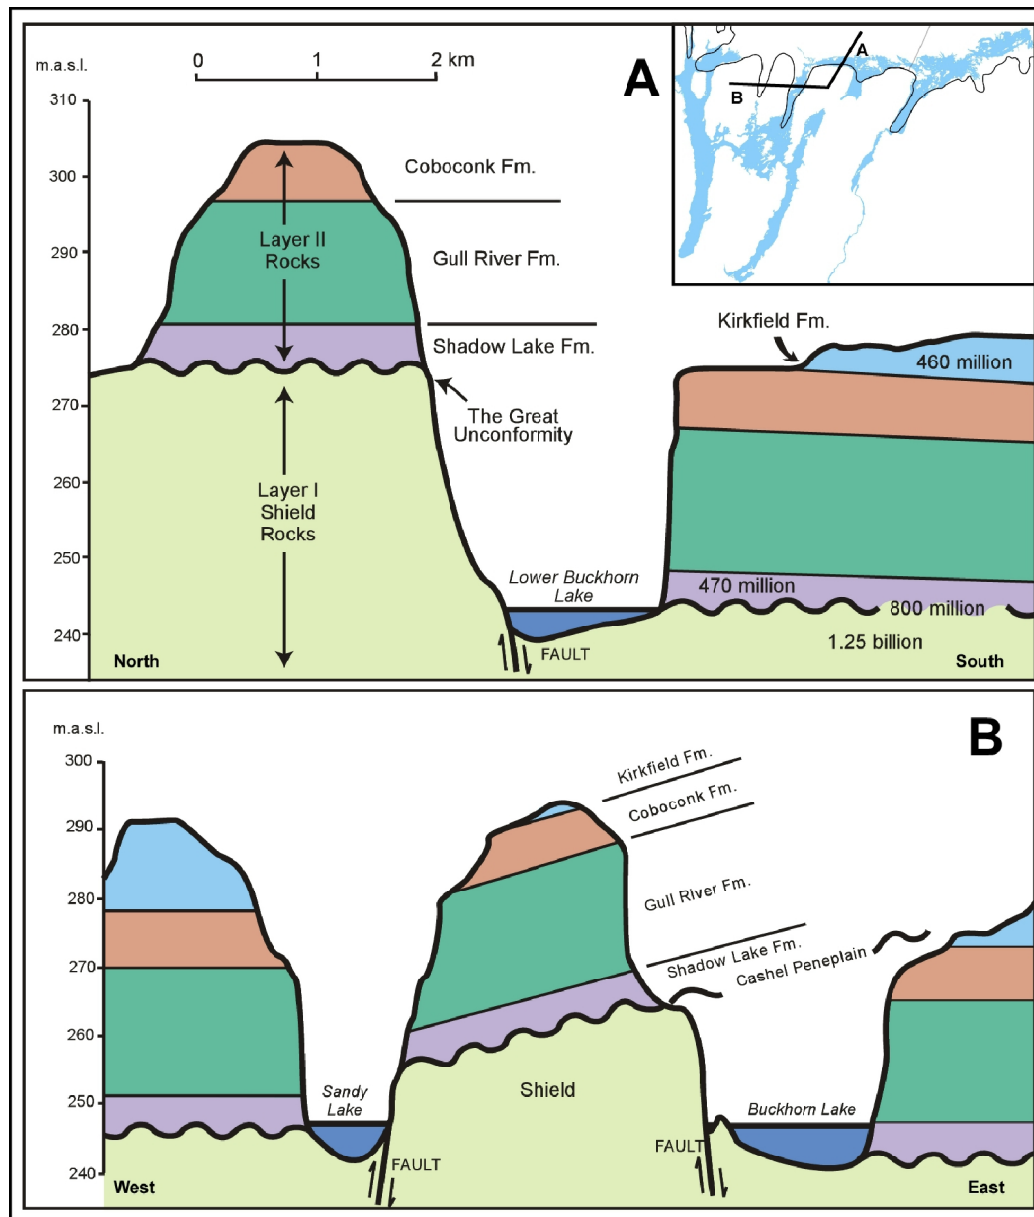 m.a.s.l.
0 1 2 km
A
A
B
310
300
290
280
270
260
250
240
Coboconk Fm.
Layer II
Rocks
Gull River Fm.
Shadow Lake Fm.
The Great
Unconformity
Layer I
Shield
Rocks
Kirkfield Fm.
460 million
Lower Buckhorn
Lake
470 million
800 million
1.25 billion
FAULT
North
South
m.a.s.l.
B
300
290
280
270
260
250
240
Kirkfield Fm.
Coboconk Fm.
Gull River Fm.
Shadow Lake Fm.
Cashel Peneplain
Sandy
Lake
Shield
Buckhorn Lake
FAULT
FAULT
West
East